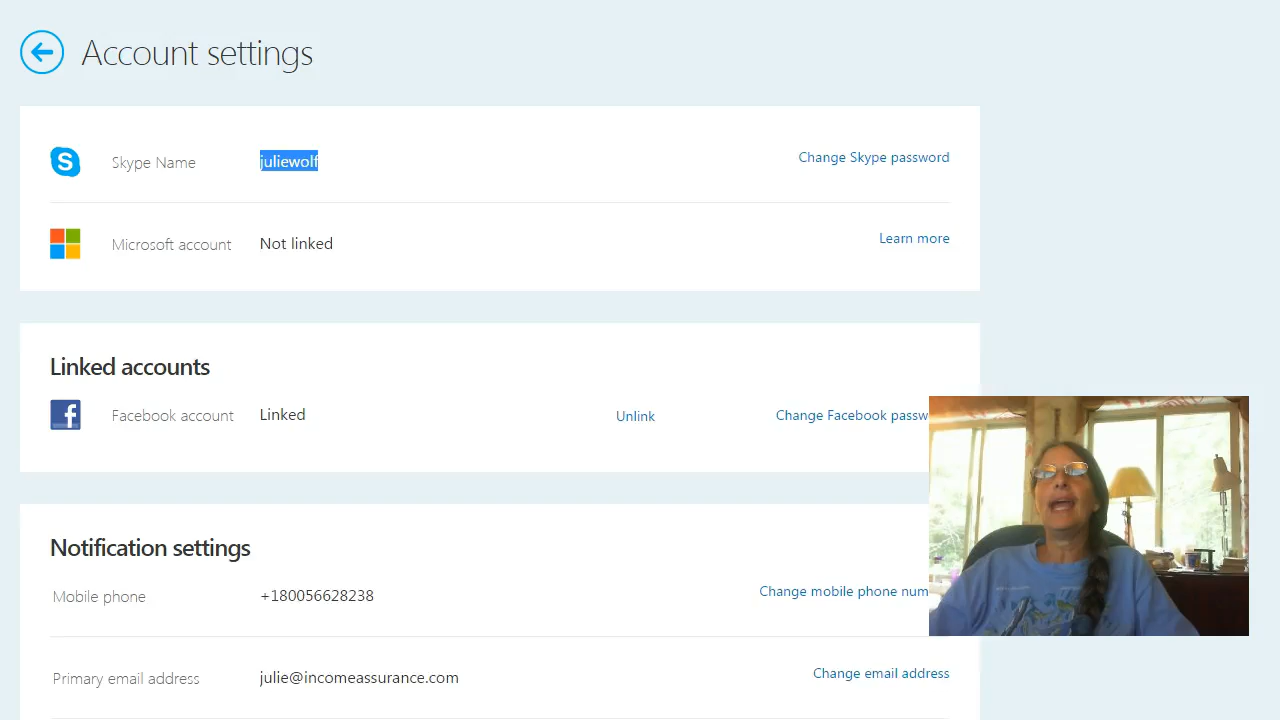 Account settings
Skype Name juliewolf Change Skype password
Microsoft account Not linked Learn more
Linked accounts
Facebook account Linked Unlink Change Facebook passw
Notification settings
Mobile phone +180056628238 Change mobile phone num
Primary email address julie@incomeassurance.com Change email address